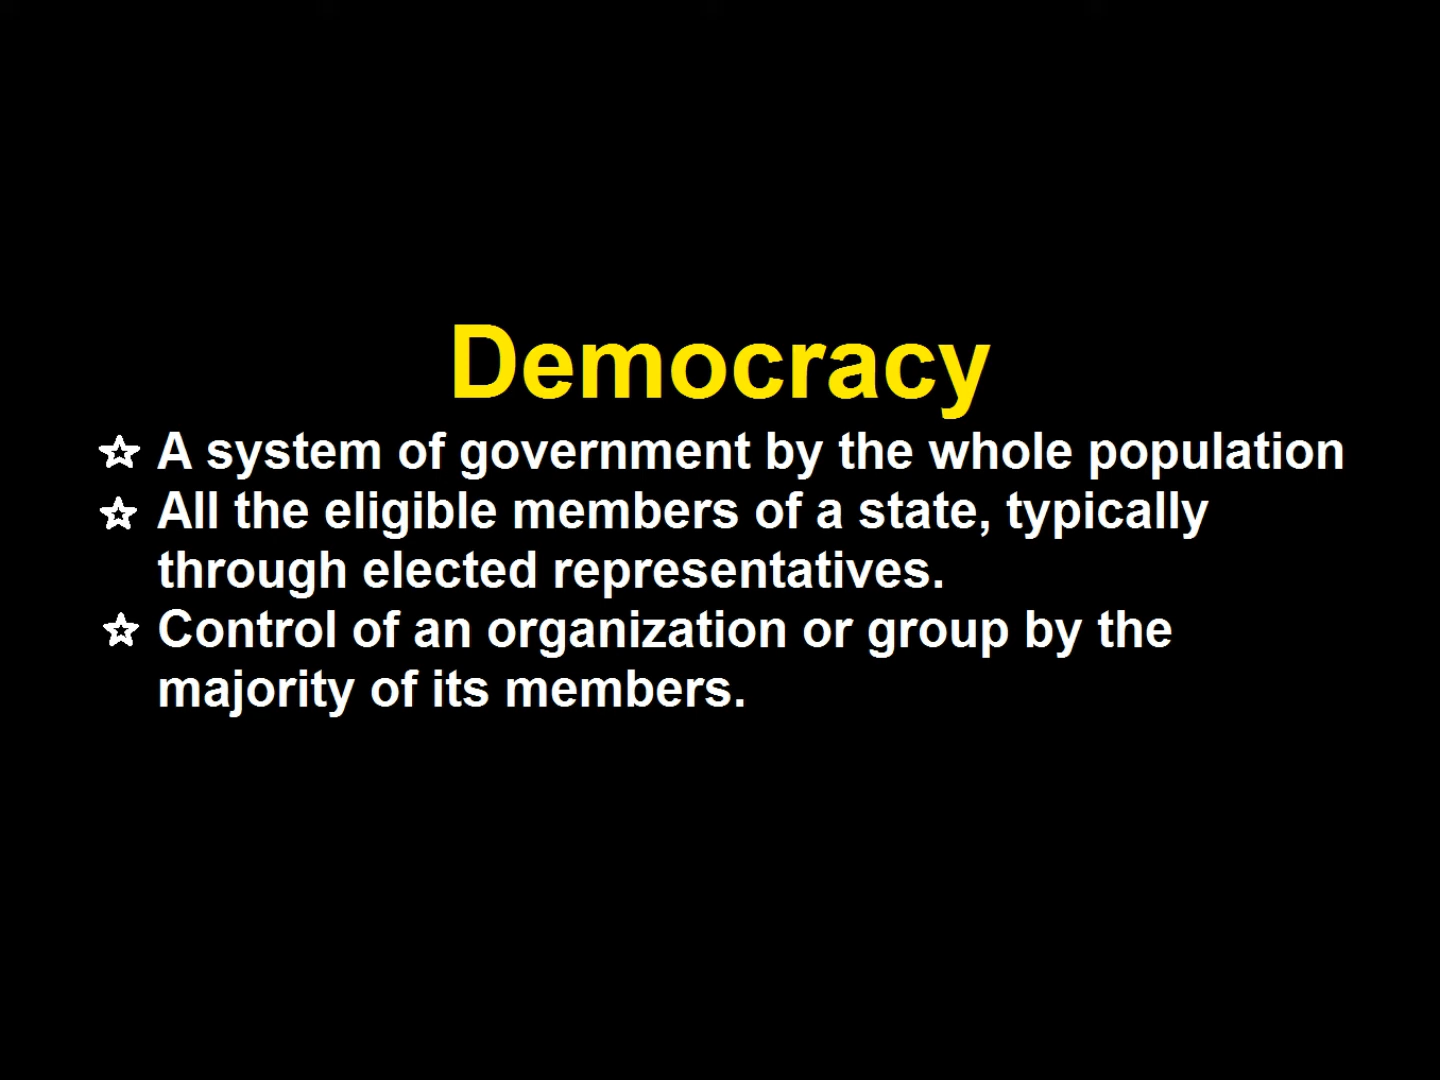 Democracy
☆ A system of government by the whole population
☆ All the eligible members of a state, typically
through elected representatives.
☆ Control of an organization or group by the
majority of its members.